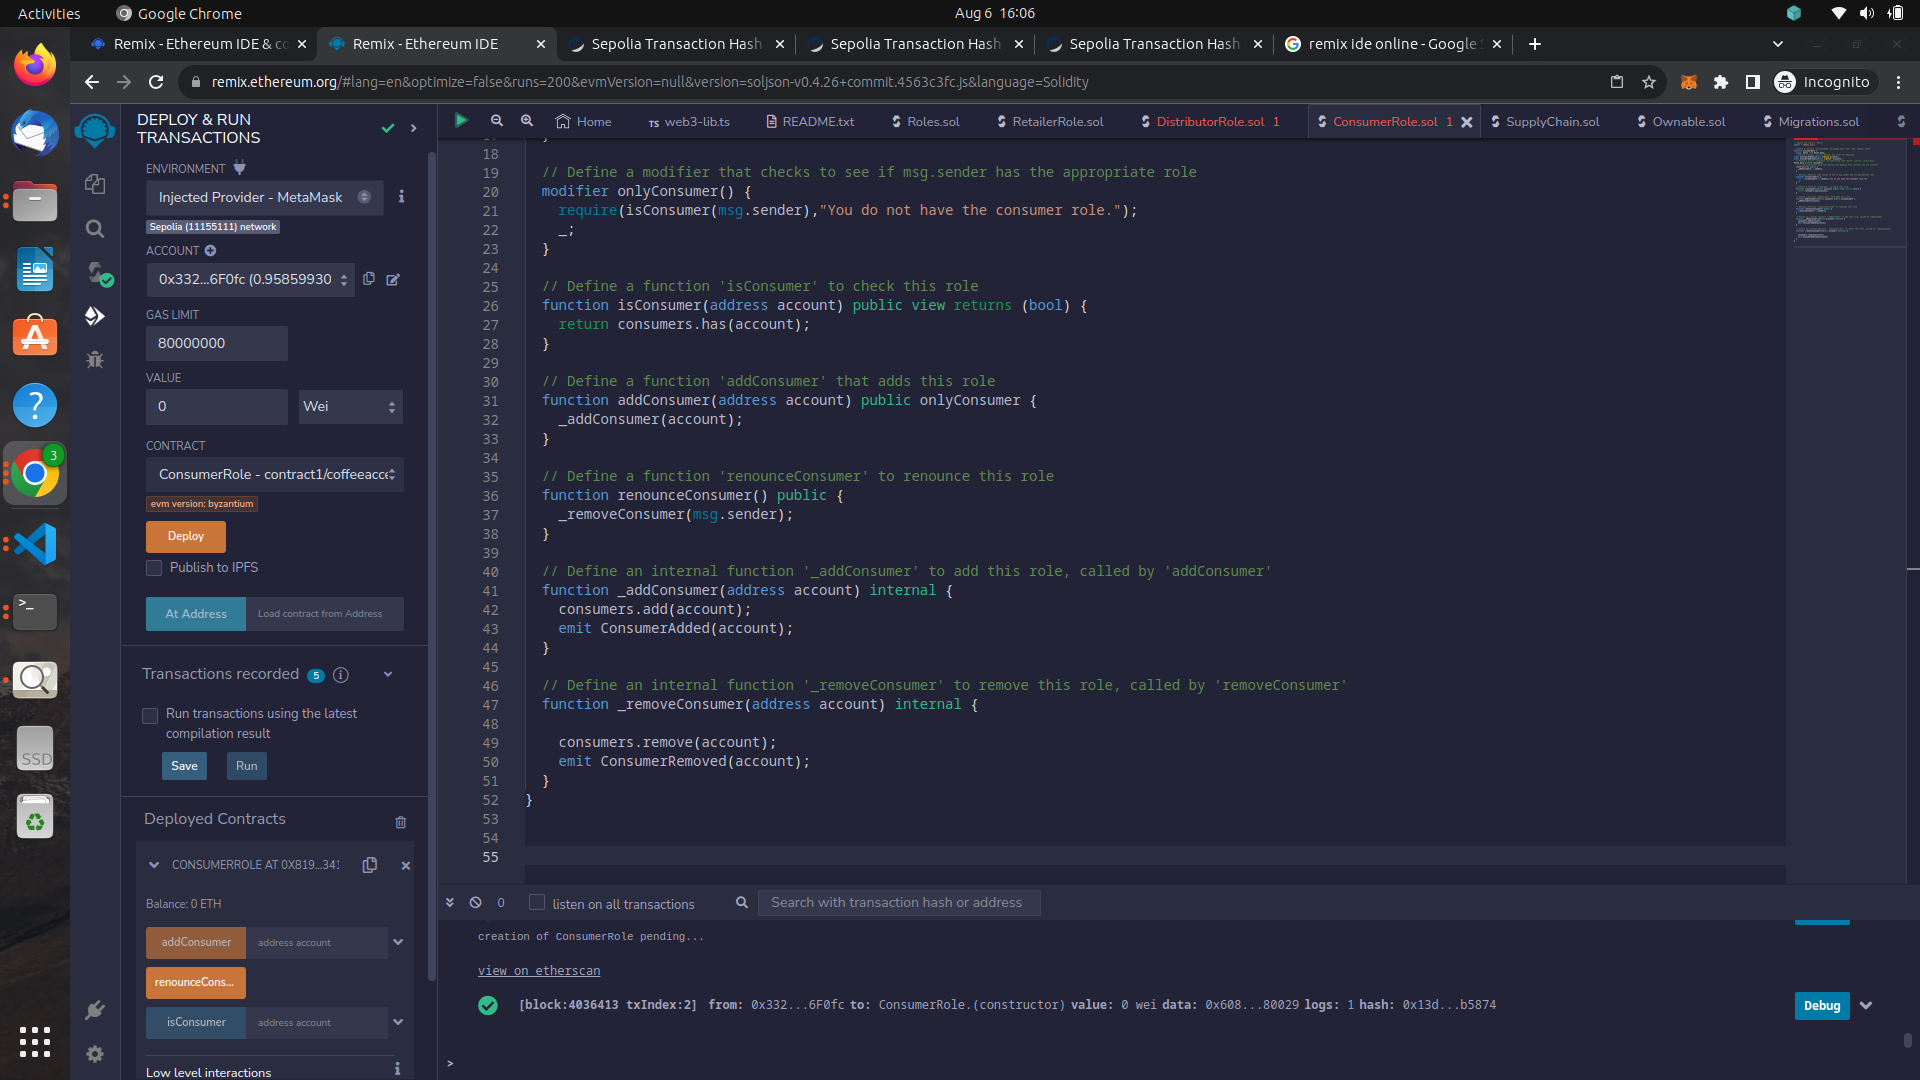 Activities
Google Chrome
Aug 6 16:06
Remix - Ethereum IDE & co
Remix - Ethereum IDE
Sepolia Transaction Hash
Sepolia Transaction Hash
Sepolia Transaction Hash
remix ide online - Google
remix.ethereum.org/#lang=en&optimize=false&runs=200&evmVersion=null&version=soljson-v0.4.26+commit.4563c3fc.js&language=Solidity
Incognito
DEPLOY & RUN
TRANSACTIONS
ENVIRONMENT
Injected Provider - MetaMask
Sepolia (11155111) network
ACCOUNT
0x332...6F0fc (0.95859930
GAS LIMIT
80000000
VALUE
0
Wei
CONTRACT
ConsumerRole - contract1/coffeeacce
evm version: byzantium
Deploy
Publish to IPFS
At Address
Load contract from Address
Transactions recorded 5
Run transactions using the latest
compilation result
Save
Run
Deployed Contracts
CONSUMERROLE AT 0X819...341
Balance: 0 ETH
addConsumer
address account
renounceCons...
isConsumer
address account
Low level interactions
3
SSD
Home
TS web3-lib.ts
README.txt
Roles.sol
RetailerRole.sol
DistributorRole.sol 1
ConsumerRole.sol 1
SupplyChain.sol
Ownable.sol
Migrations.sol
}
18
19 // Define a modifier that checks to see if msg.sender has the appropriate role
20 modifier onlyConsumer() {
21 require(isConsumer(msg.sender),"You do not have the consumer role.");
22 _;
23 }
24
25 // Define a function 'isConsumer' to check this role
26 function isConsumer(address account) public view returns (bool) {
27 return consumers.has(account);
28 }
29
30 // Define a function 'addConsumer' that adds this role
31 function addConsumer(address account) public onlyConsumer {
32 _addConsumer(account);
33 }
34
35 // Define a function 'renounceConsumer' to renounce this role
36 function renounceConsumer() public {
37 _removeConsumer(msg.sender);
38 }
39
40 // Define an internal function '_addConsumer' to add this role, called by 'addConsumer'
41 function _addConsumer(address account) internal {
42 consumers.add(account);
43 emit ConsumerAdded(account);
44 }
45
46 // Define an internal function '_removeConsumer' to remove this role, called by 'removeConsumer'
47 function _removeConsumer(address account) internal {
48
49 consumers.remove(account);
50 emit ConsumerRemoved(account);
51 }
52 }
53
54
55
0
listen on all transactions
Search with transaction hash or address
creation of ConsumerRole pending...
view on etherscan
[block:4036413 txIndex:2] from: 0x332...6F0fc to: ConsumerRole.(constructor) value: 0 wei data: 0x608...80029 logs: 1 hash: 0x13d...b5874
Debug
>